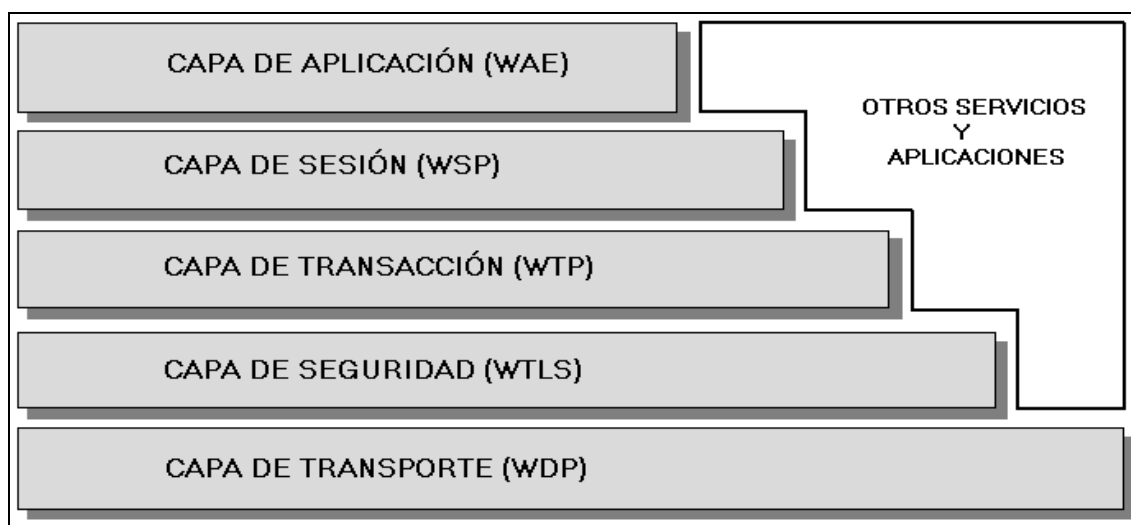 CAPA DE APLICACIÓN (WAE)
OTROS SERVICIOS
Y
APLICACIONES
CAPA DE SESIÓN (WSP)
CAPA DE TRANSACCIÓN (WTP)
CAPA DE SEGURIDAD (WTLS)
CAPA DE TRANSPORTE (WDP)